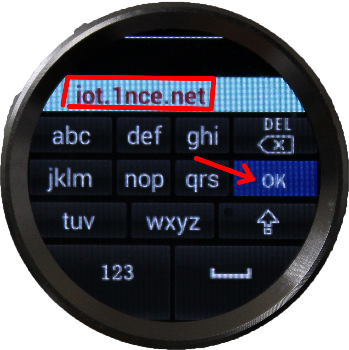 iot.1nce.net
abc def ghi DEL
jklm nop qrs OK
tuv wxyz
123